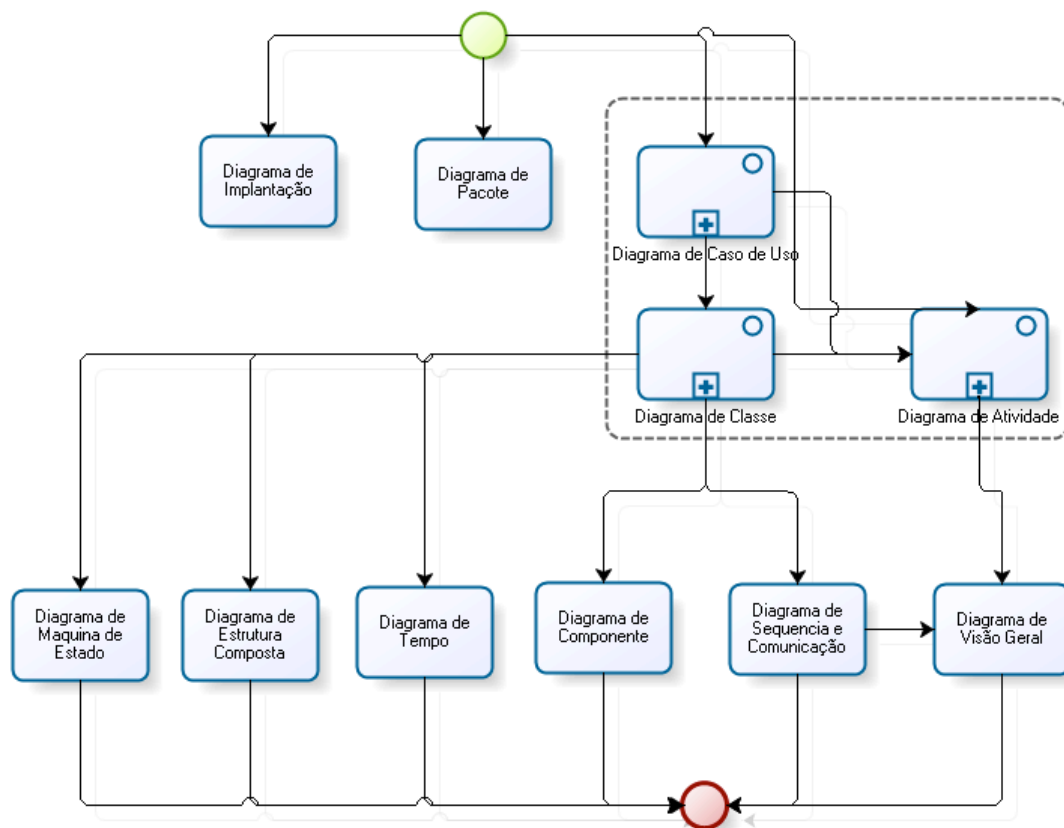 Diagrama de
Implantação
Diagrama de
Pacote
Diagrama de Caso de Uso
Diagrama de Classe
Diagrama de Atividade
Diagrama de
Maquina de
Estado
Diagrama de
Estrutura
Composta
Diagrama de
Tempo
Diagrama de
Componente
Diagrama de
Sequencia e
Comunicação
Diagrama de
Visão Geral